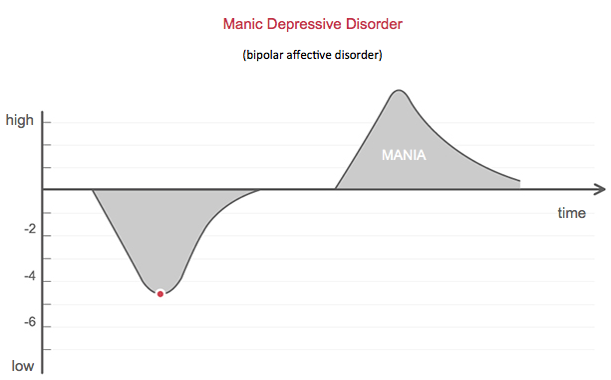 Manic Depressive Disorder
(bipolar affective disorder)
high
MANIA
time
-2
-4
-6
low